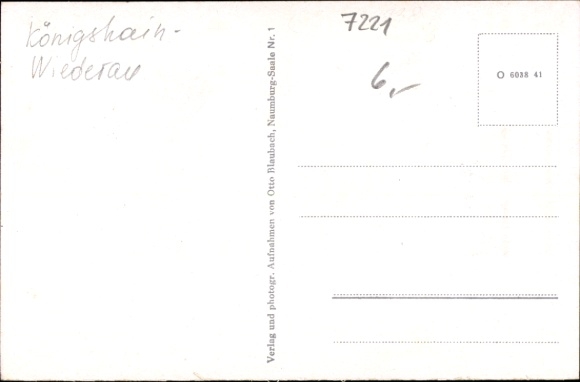 Königshain-
Wiederau
Verlag und photogr. Aufnahmen von Otto Blaubach, Naumburg-Saale Nr. 1
7221
6,-
O 6038 41